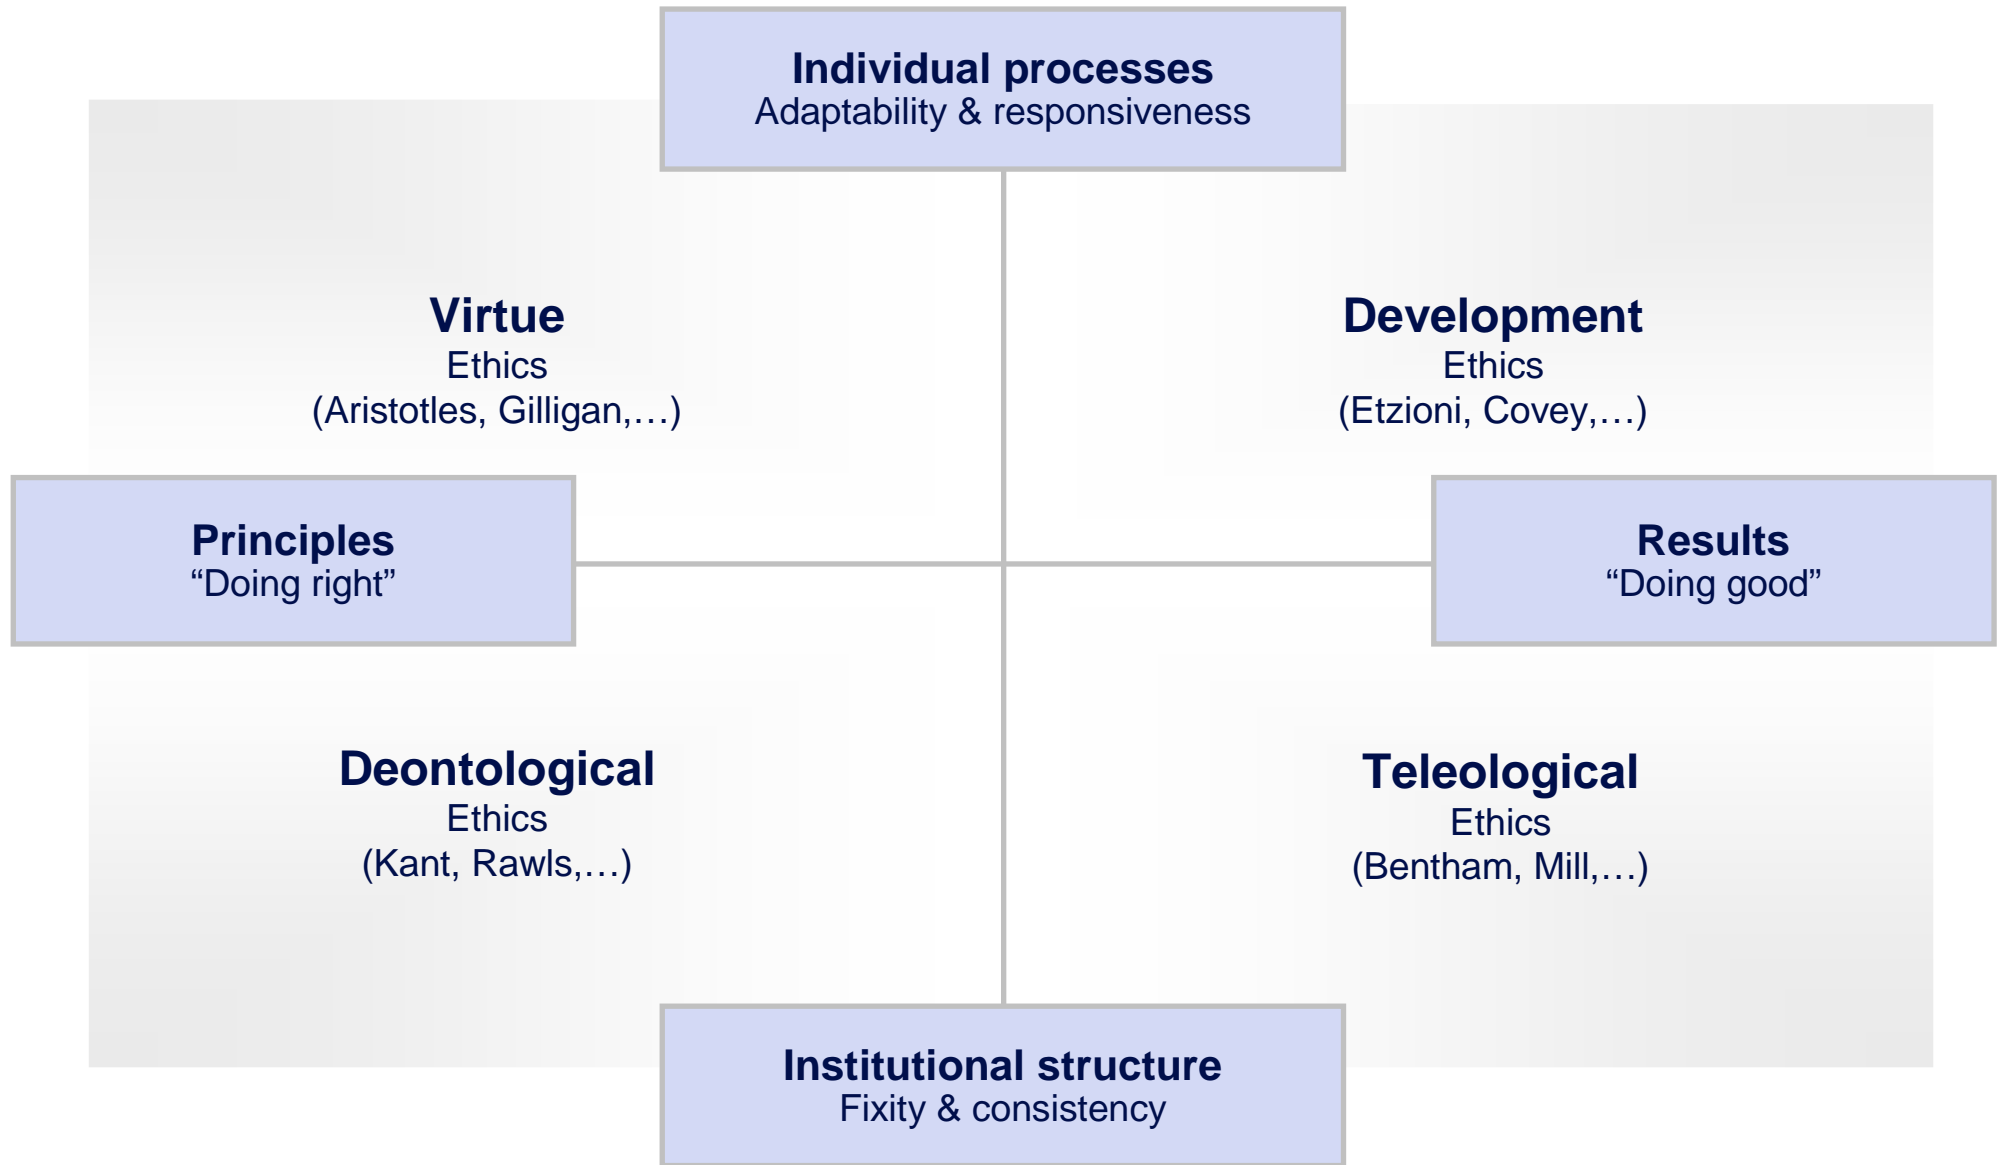 Individual processes
Adaptability & responsiveness
Virtue
Ethics
(Aristotles, Gilligan,…)
Development
Ethics
(Etzioni, Covey,…)
Principles
“Doing right”
Results
“Doing good”
Deontological
Ethics
(Kant, Rawls,…)
Teleological
Ethics
(Bentham, Mill,…)
Institutional structure
Fixity & consistency